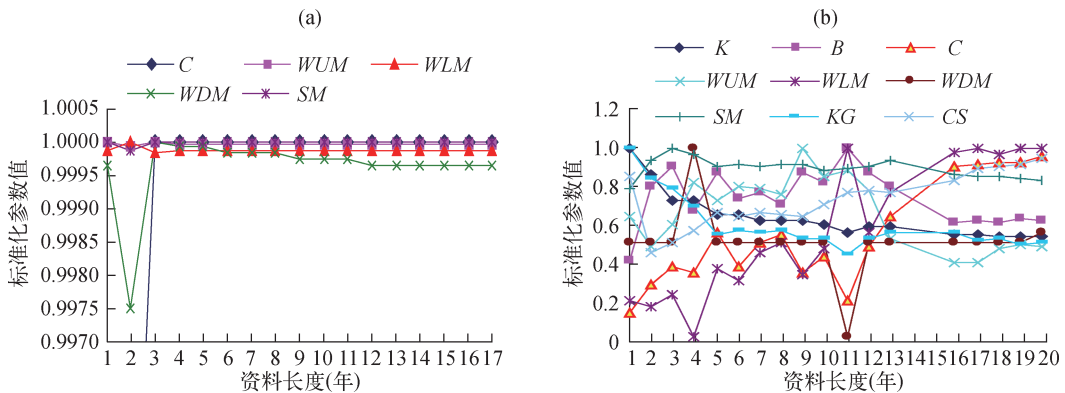 (a)
C WUM WLM
WDM SM
标准化参数值
1.0005
1.0000
0.9995
0.9990
0.9985
0.9980
0.9975
0.9970
1 2 3 4 5 6 7 8 9 10 11 12 13 14 15 16 17
资料长度(年)
(b)
K B C
WUM WLM WDM
SM KG CS
标准化参数值
1.2
1.0
0.8
0.6
0.4
0.2
0
1 2 3 4 5 6 7 8 9 10 11 12 13 14 15 16 17 18 19 20
资料长度(年)